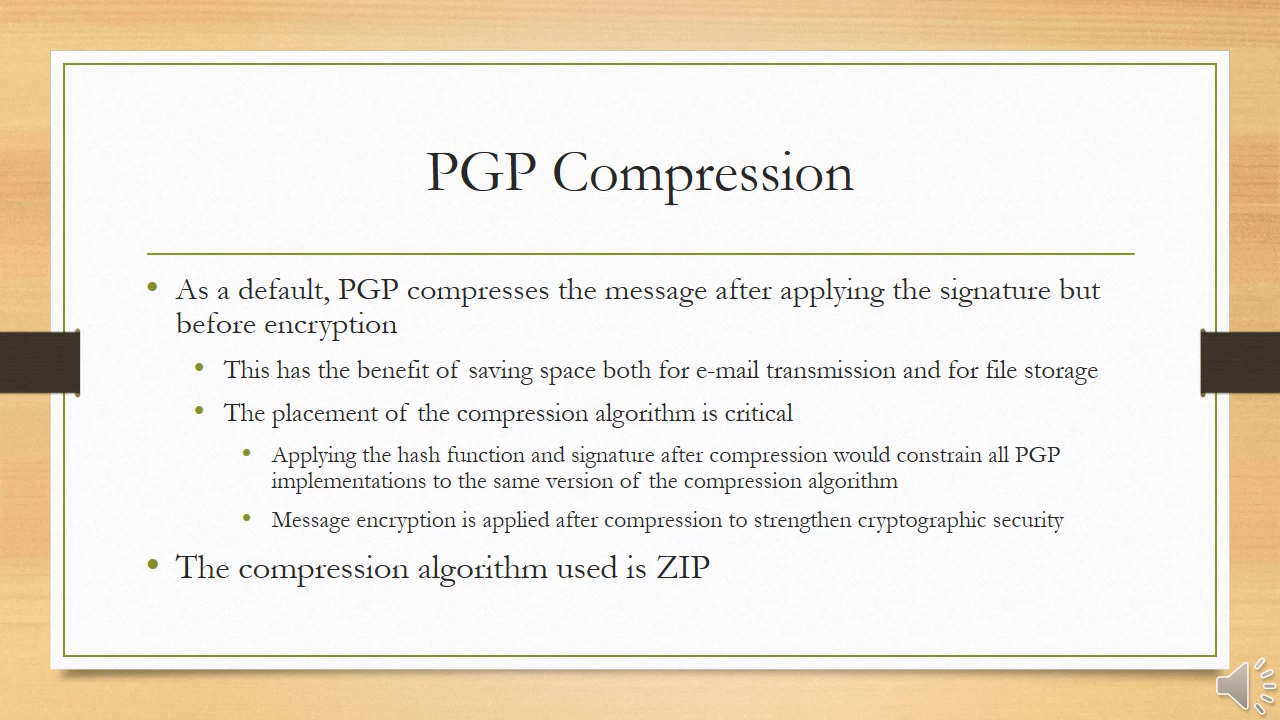 PGP Compression
• As a default, PGP compresses the message after applying the signature but
before encryption
• This has the benefit of saving space both for e-mail transmission and for file storage
• The placement of the compression algorithm is critical
• Applying the hash function and signature after compression would constrain all PGP
implementations to the same version of the compression algorithm
• Message encryption is applied after compression to strengthen cryptographic security
• The compression algorithm used is ZIP